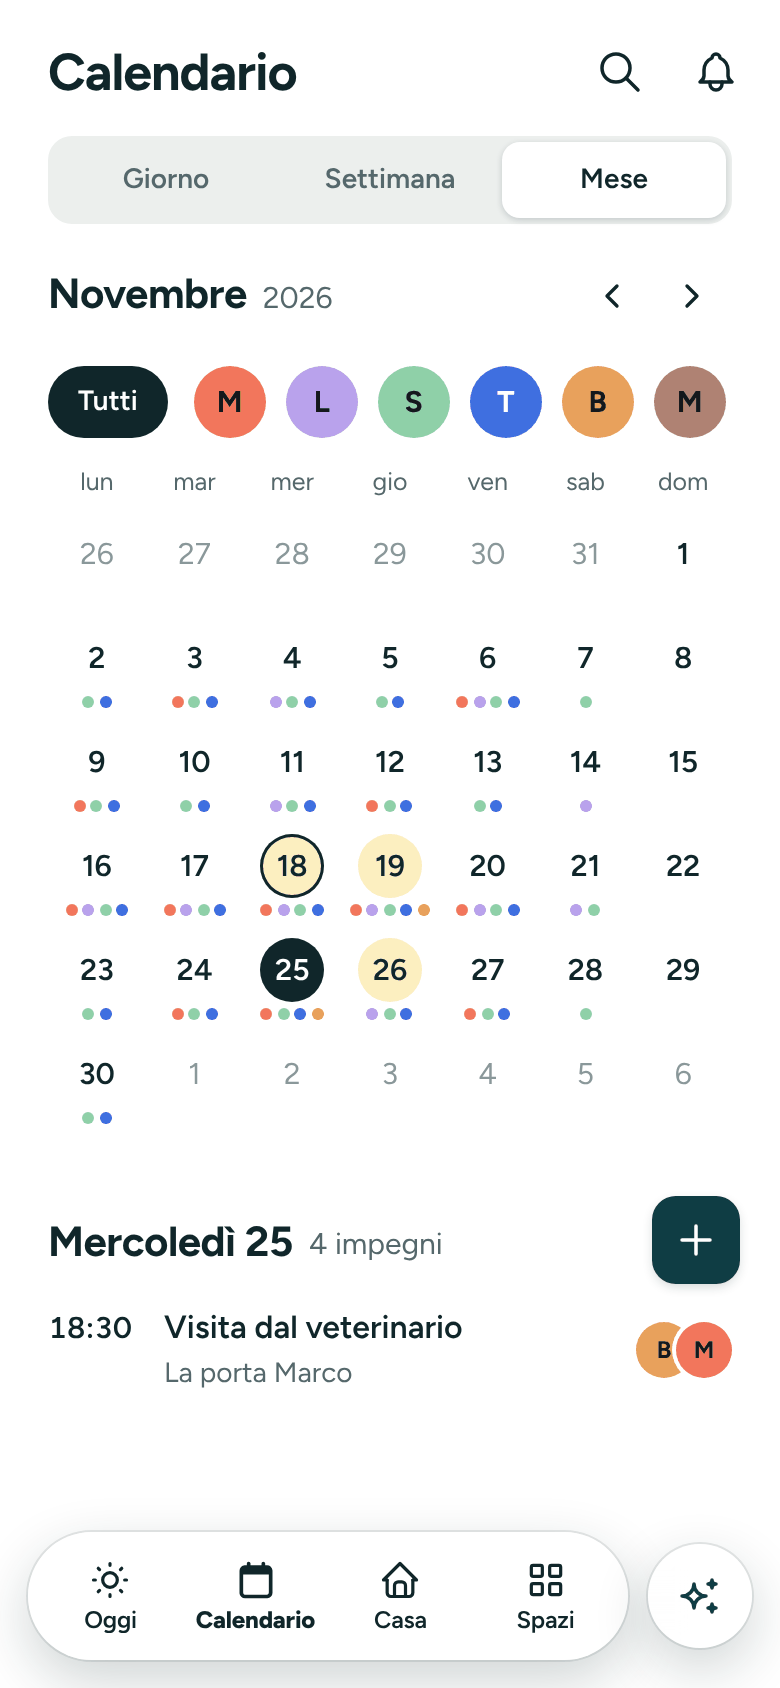 Calendario
Giorno Settimana Mese
Novembre 2026
Tutti M L S T B M
lun mar mer gio ven sab dom
26 27 28 29 30 31 1
2 3 4 5 6 7 8
9 10 11 12 13 14 15
16 17 18 19 20 21 22
23 24 25 26 27 28 29
30 1 2 3 4 5 6
Mercoledì 25 4 impegni
18:30 Visita dal veterinario B M
La porta Marco
Oggi Calendario Casa Spazi